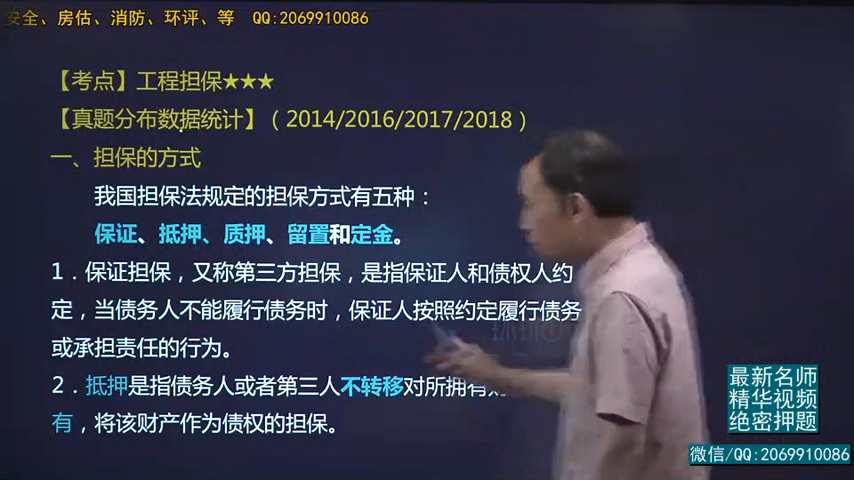 安全、房估、消防、环评、等 QQ:2069910086
【考点】工程担保★★★
【真题分布数据统计】（2014/2016/2017/2018）
一、担保的方式
我国担保法规定的担保方式有五种：
保证、抵押、质押、留置和定金。
1．保证担保，又称第三方担保，是指保证人和债权人约
定，当债务人不能履行债务时，保证人按照约定履行债务
或承担责任的行为。
2．抵押是指债务人或者第三人不转移对所拥有
有，将该财产作为债权的担保。
最新名师
精华视频
绝密押题
微信/QQ:2069910086